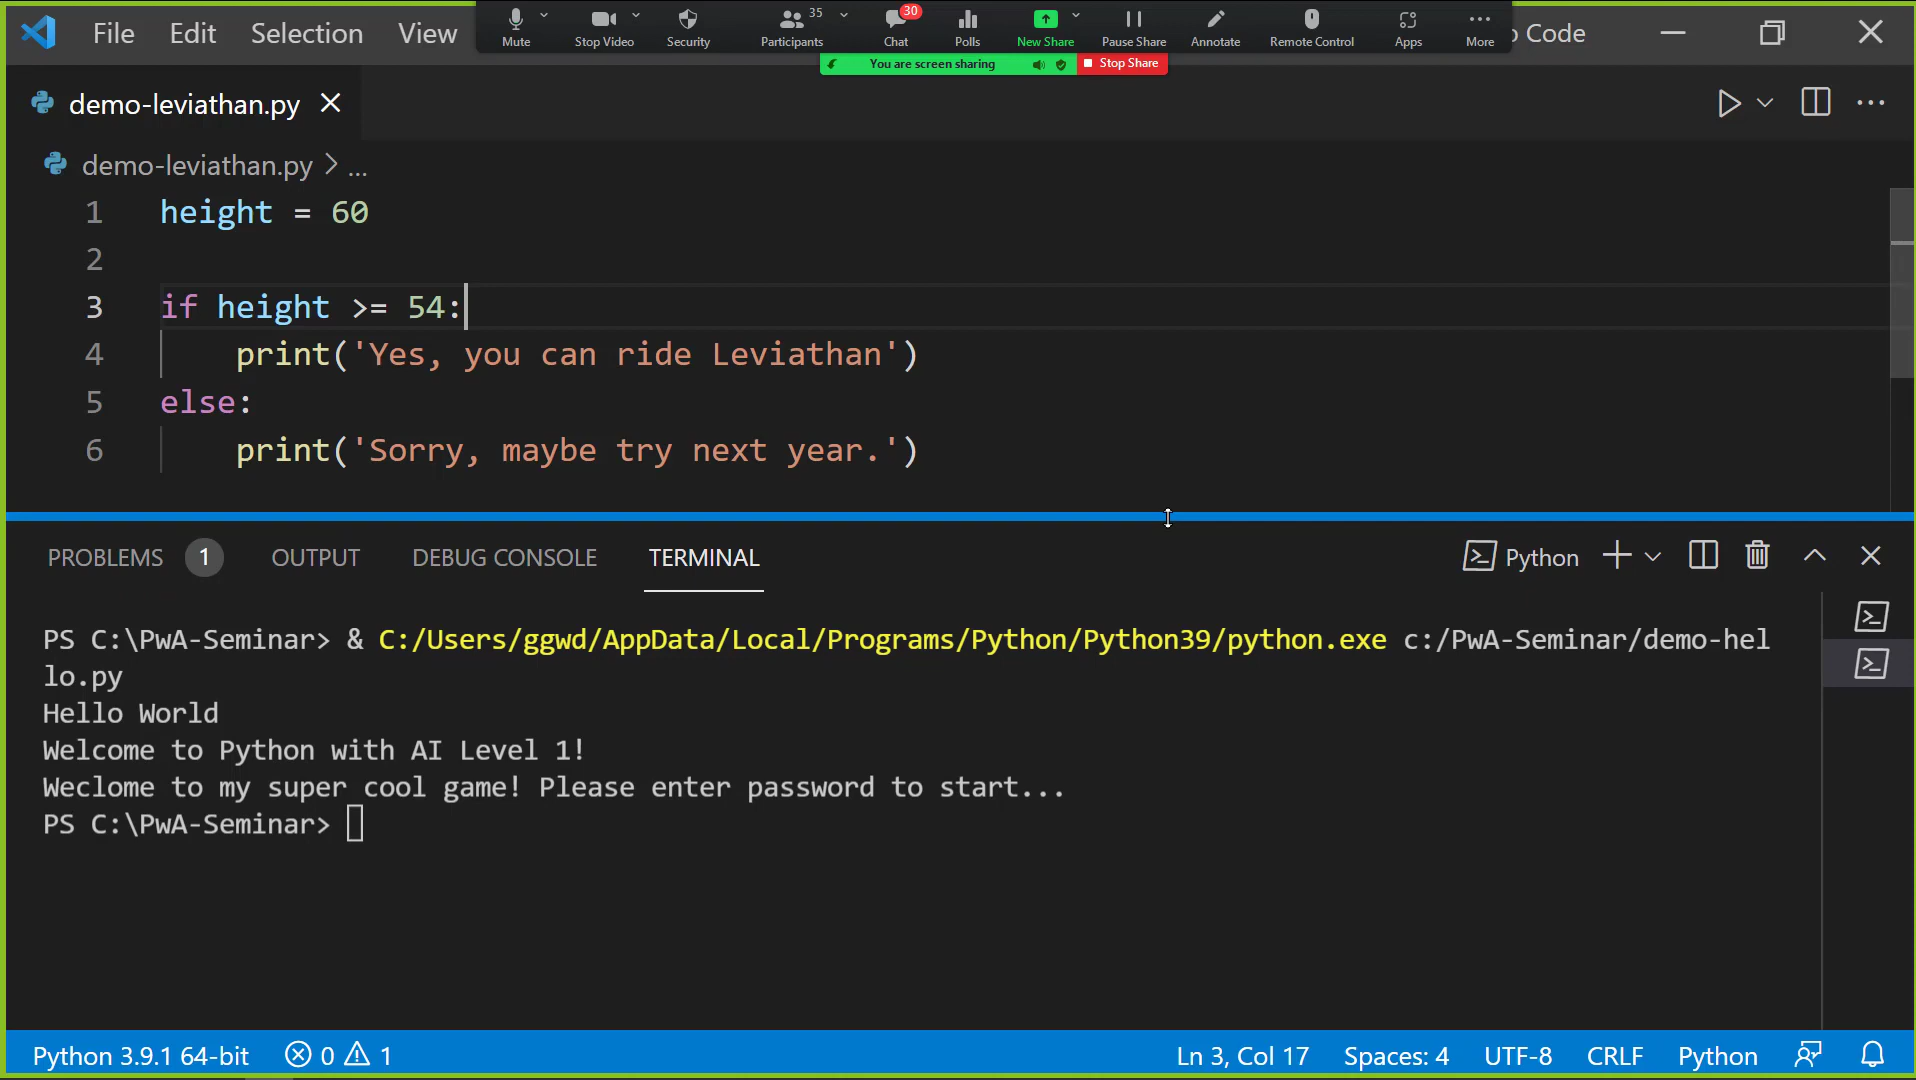 File Edit Selection View
Mute Stop Video Security Participants 35 Chat 30 Polls New Share Pause Share Annotate Remote Control Apps More
Code
You are screen sharing Stop Share
demo-leviathan.py
demo-leviathan.py > ...
1 height = 60
2
3 if height >= 54:
4 print('Yes, you can ride Leviathan')
5 else:
6 print('Sorry, maybe try next year.')
PROBLEMS 1 OUTPUT DEBUG CONSOLE TERMINAL Python
PS C:\PwA-Seminar> & C:/Users/ggwd/AppData/Local/Programs/Python/Python39/python.exe c:/PwA-Seminar/demo-hel
lo.py
Hello World
Welcome to Python with AI Level 1!
Weclome to my super cool game! Please enter password to start...
PS C:\PwA-Seminar>
Python 3.9.1 64-bit 0 1 Ln 3, Col 17 Spaces: 4 UTF-8 CRLF Python